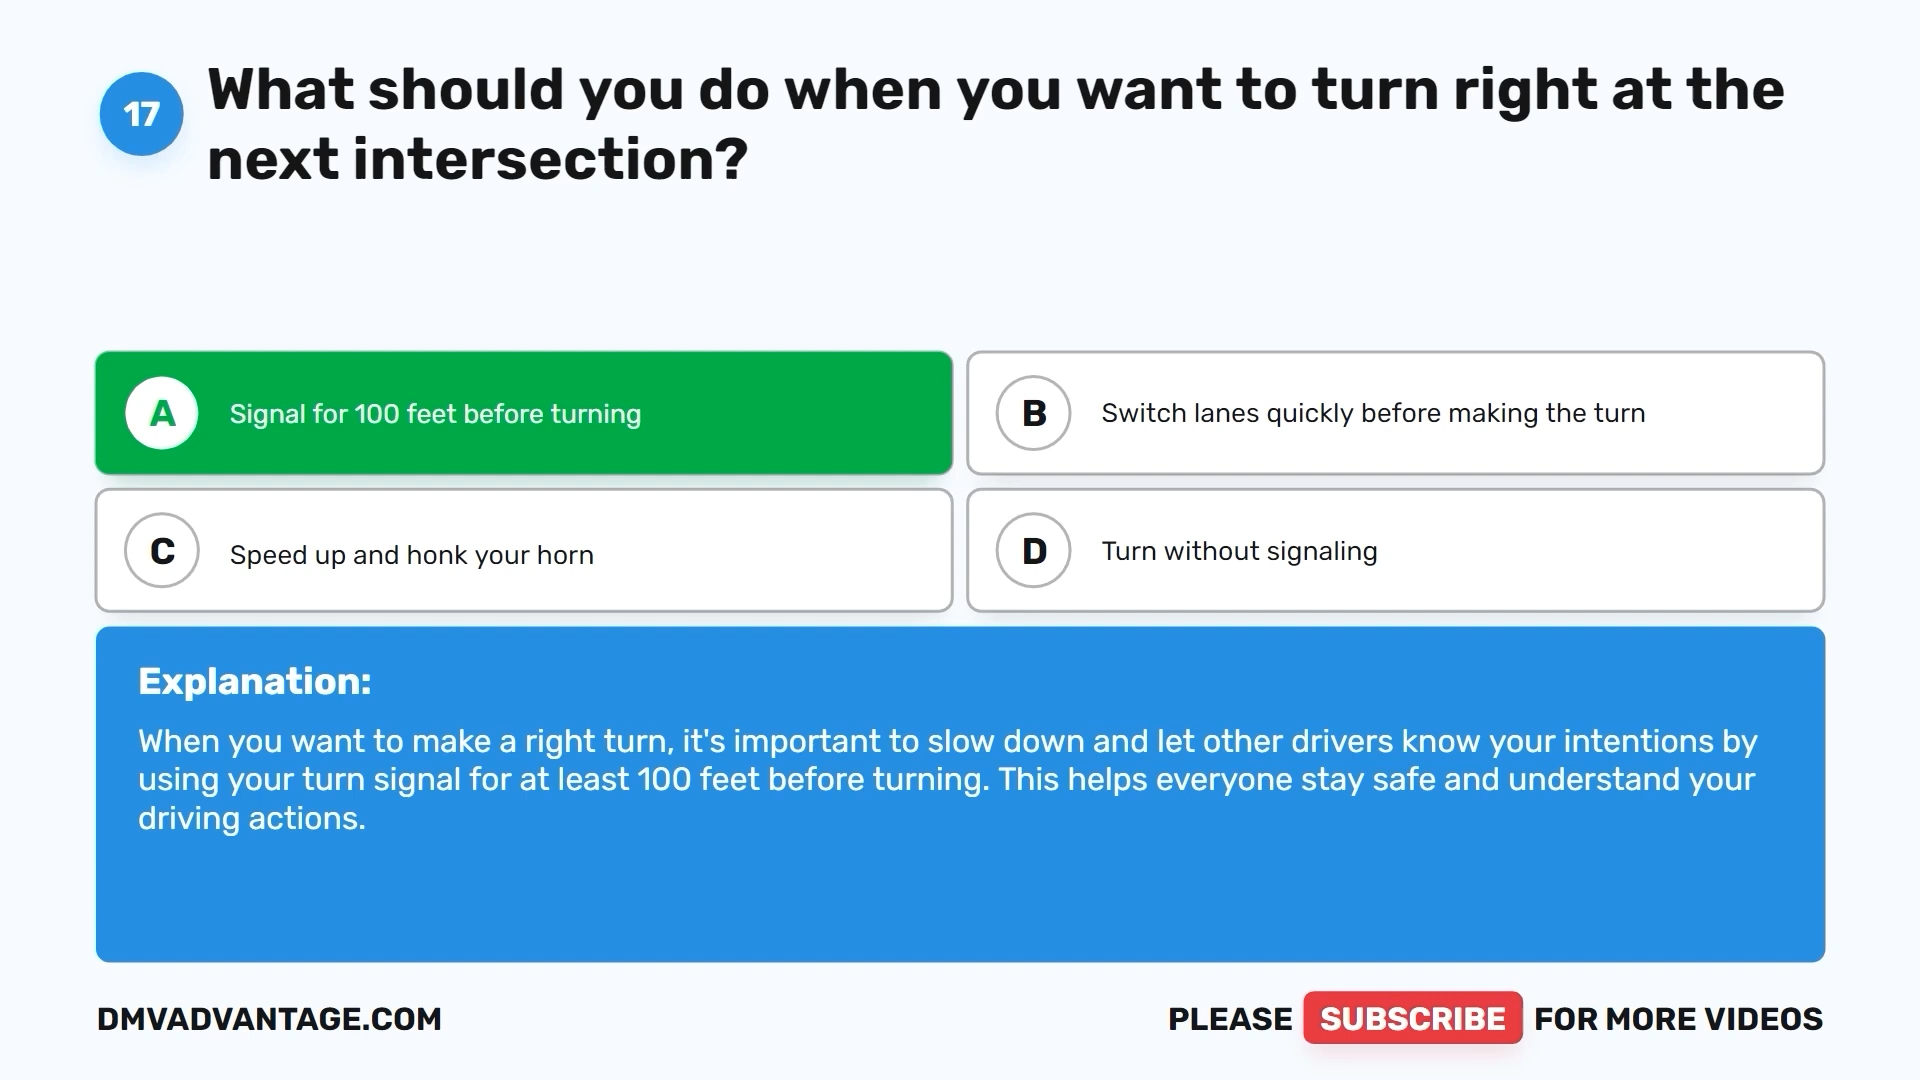 17
What should you do when you want to turn right at the
next intersection?
A
Signal for 100 feet before turning
B
Switch lanes quickly before making the turn
C
Speed up and honk your horn
D
Turn without signaling
Explanation:
When you want to make a right turn, it's important to slow down and let other drivers know your intentions by
using your turn signal for at least 100 feet before turning. This helps everyone stay safe and understand your
driving actions.
DMVADVANTAGE.COM
PLEASE SUBSCRIBE FOR MORE VIDEOS